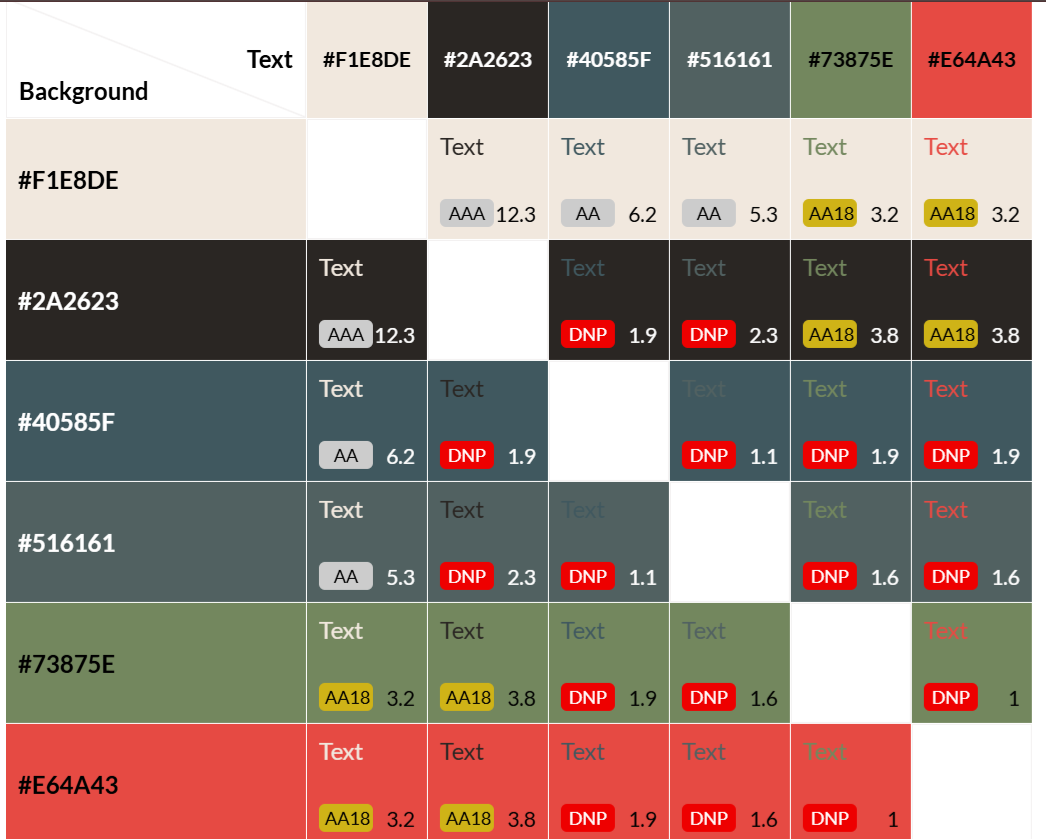 Text #F1E8DE #2A2623 #40585F #516161 #73875E #E64A43
Background
Text Text Text Text Text
#F1E8DE
AAA 12.3 AA 6.2 AA 5.3 AA18 3.2 AA18 3.2
Text Text Text Text Text
#2A2623
AAA 12.3 DNP 1.9 DNP 2.3 AA18 3.8 AA18 3.8
Text Text Text Text Text
#40585F
AA 6.2 DNP 1.9 DNP 1.1 DNP 1.9 DNP 1.9
Text Text Text Text Text
#516161
AA 5.3 DNP 2.3 DNP 1.1 DNP 1.6 DNP 1.6
Text Text Text Text Text
#73875E
AA18 3.2 AA18 3.8 DNP 1.9 DNP 1.6 DNP 1
Text Text Text Text Text
#E64A43
AA18 3.2 AA18 3.8 DNP 1.9 DNP 1.6 DNP 1